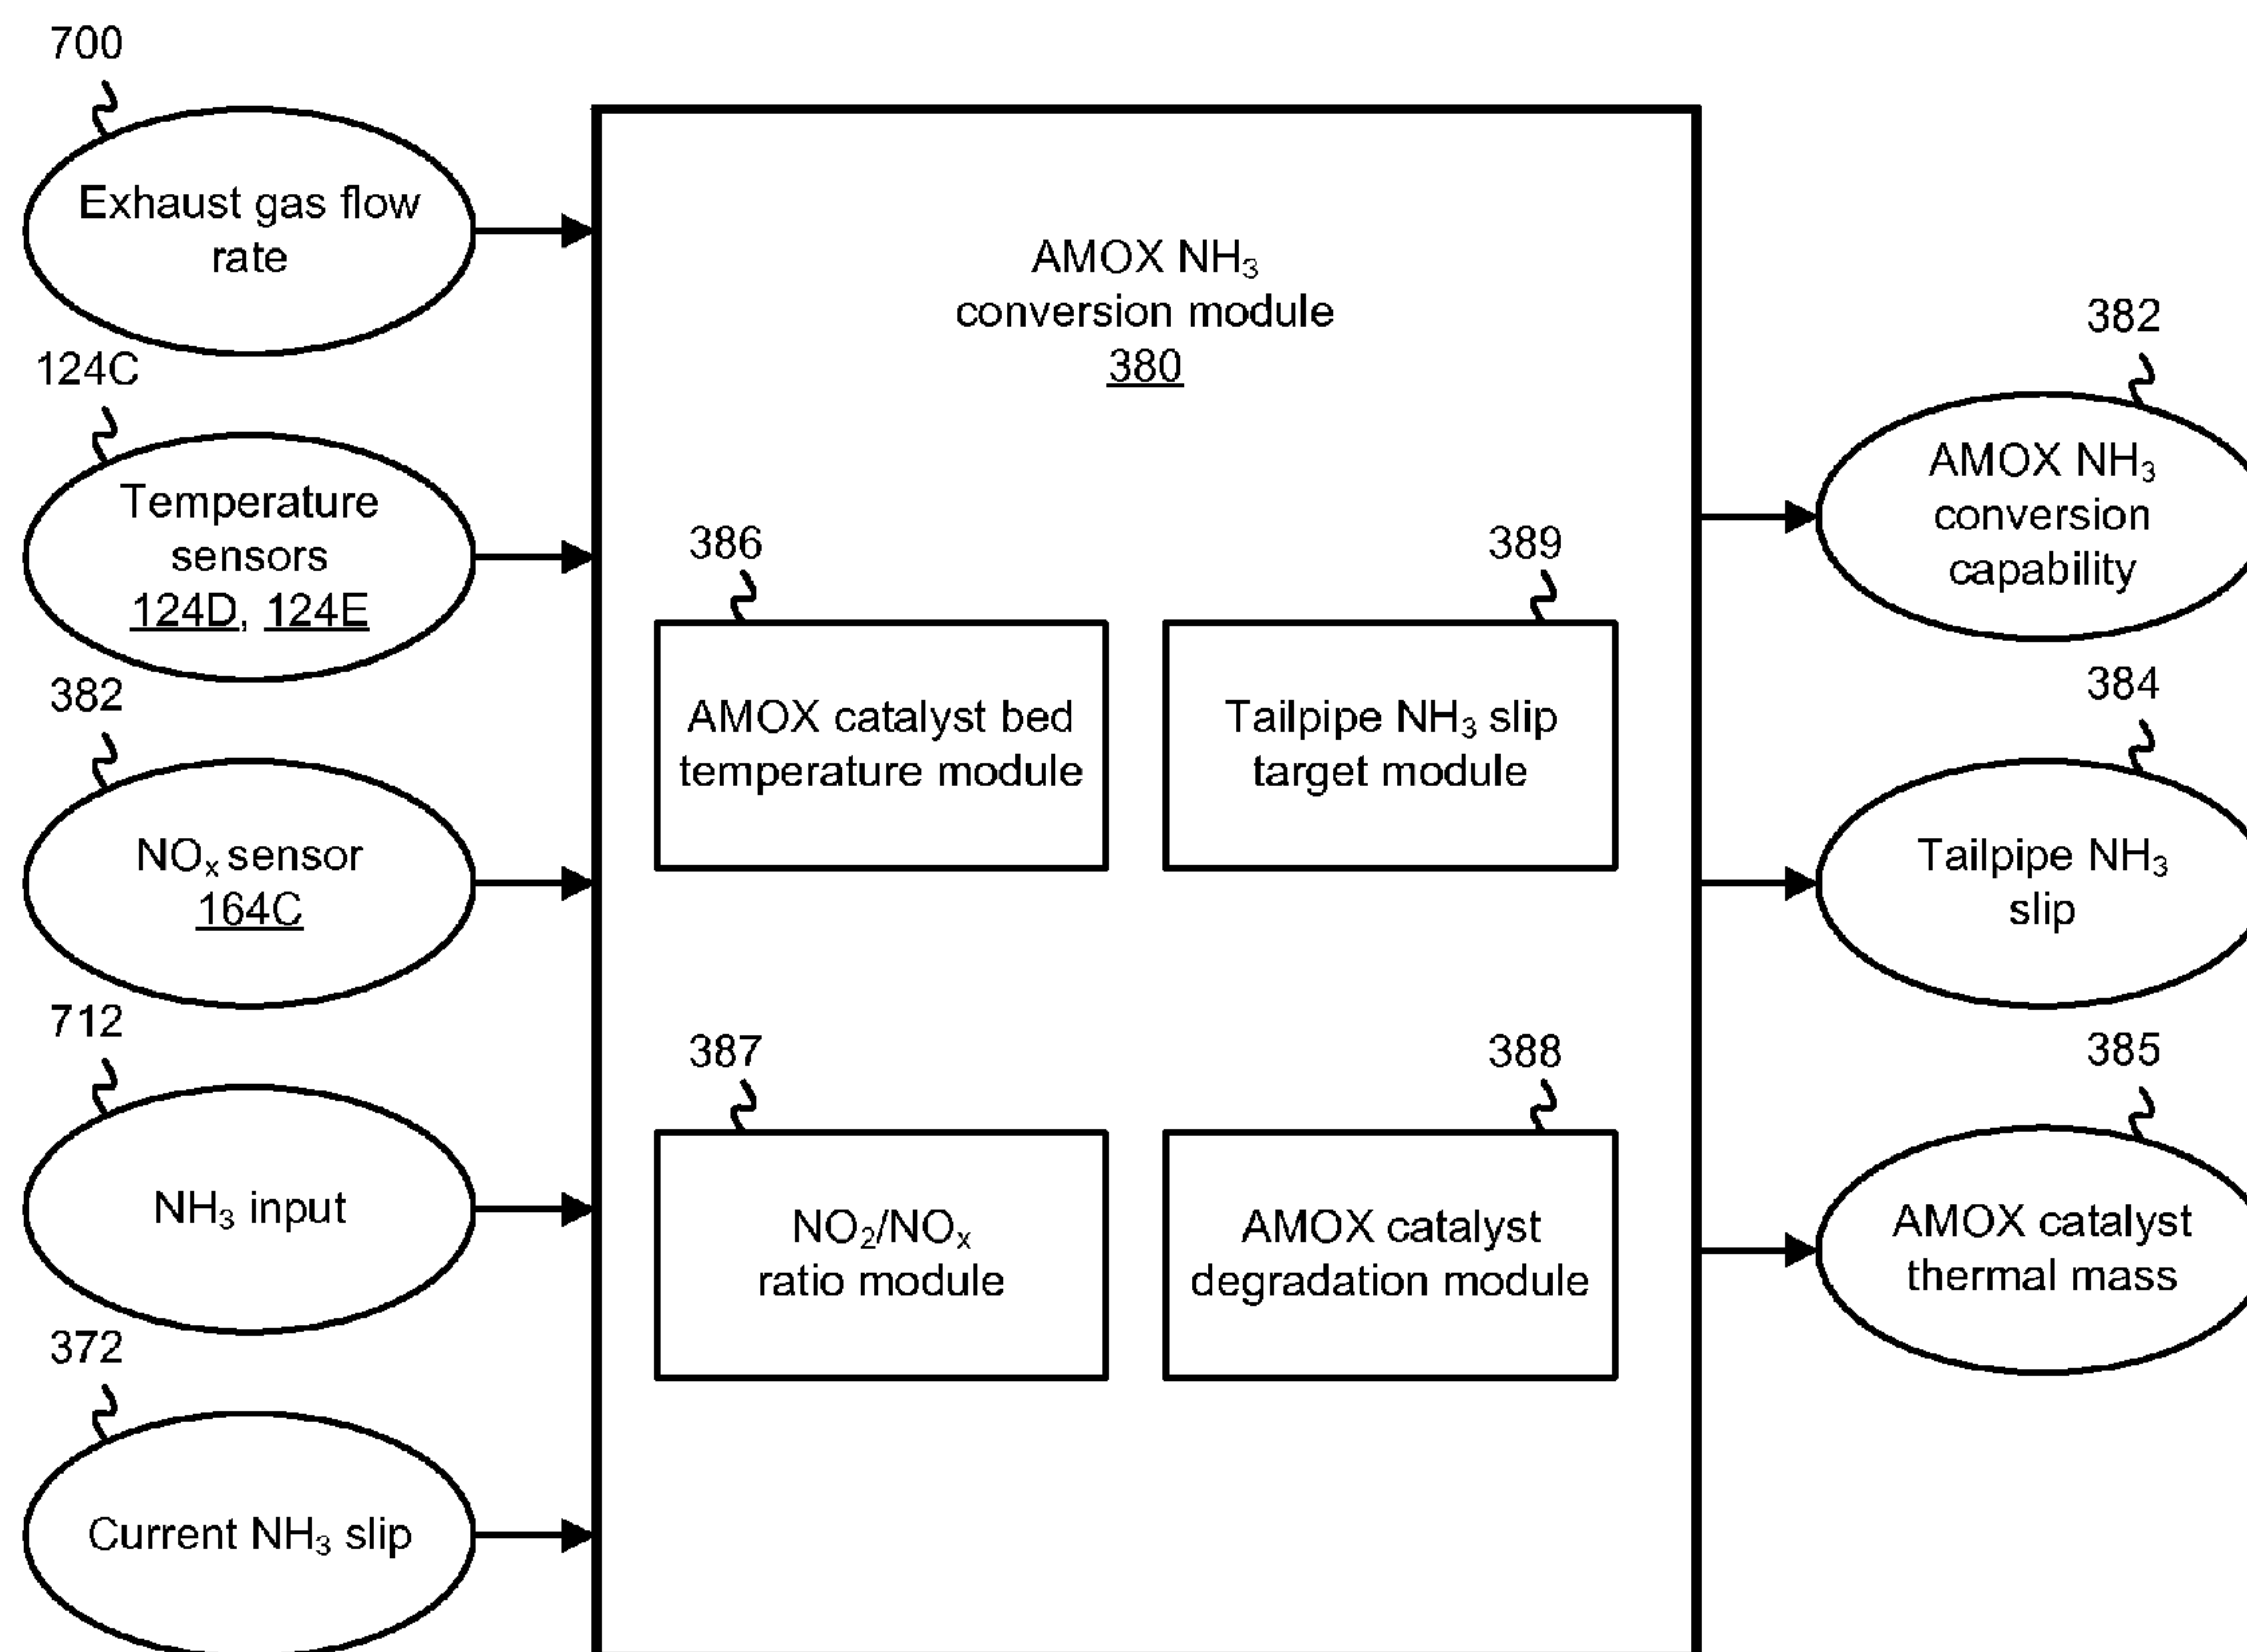 700
Exhaust gas flow
rate
124C
Temperature
sensors
124D, 124E
382
NOx sensor
164C
712
NH3 input
372
Current NH3 slip
AMOX NH3
conversion module
380
386
AMOX catalyst bed
temperature module
389
Tailpipe NH3 slip
target module
387
NO2/NOx
ratio module
388
AMOX catalyst
degradation module
382
AMOX NH3
conversion
capability
384
Tailpipe NH3
slip
385
AMOX catalyst
thermal mass